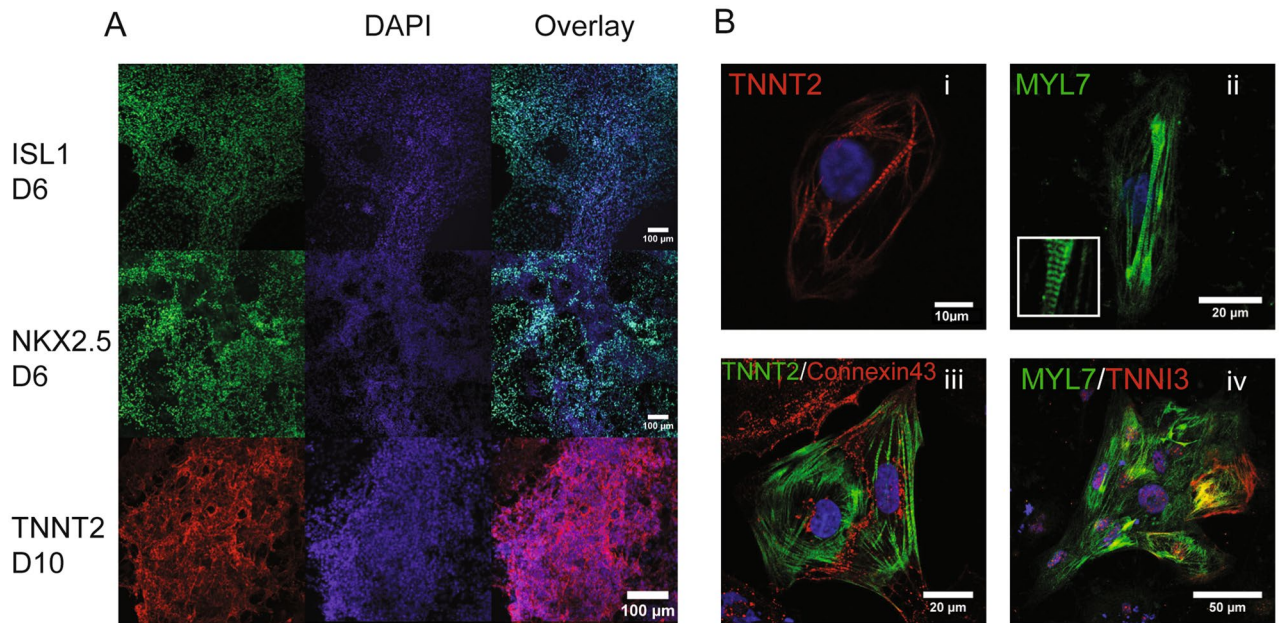 A
DAPI
Overlay
B
ISL1
D6
100 µm
NKX2.5
D6
100 µm
TNNT2
D10
100 µm
TNNT2
i
10µm
MYL7
ii
20 µm
TNNT2/Connexin43
iii
20 µm
MYL7/TNNI3
iv
50 µm